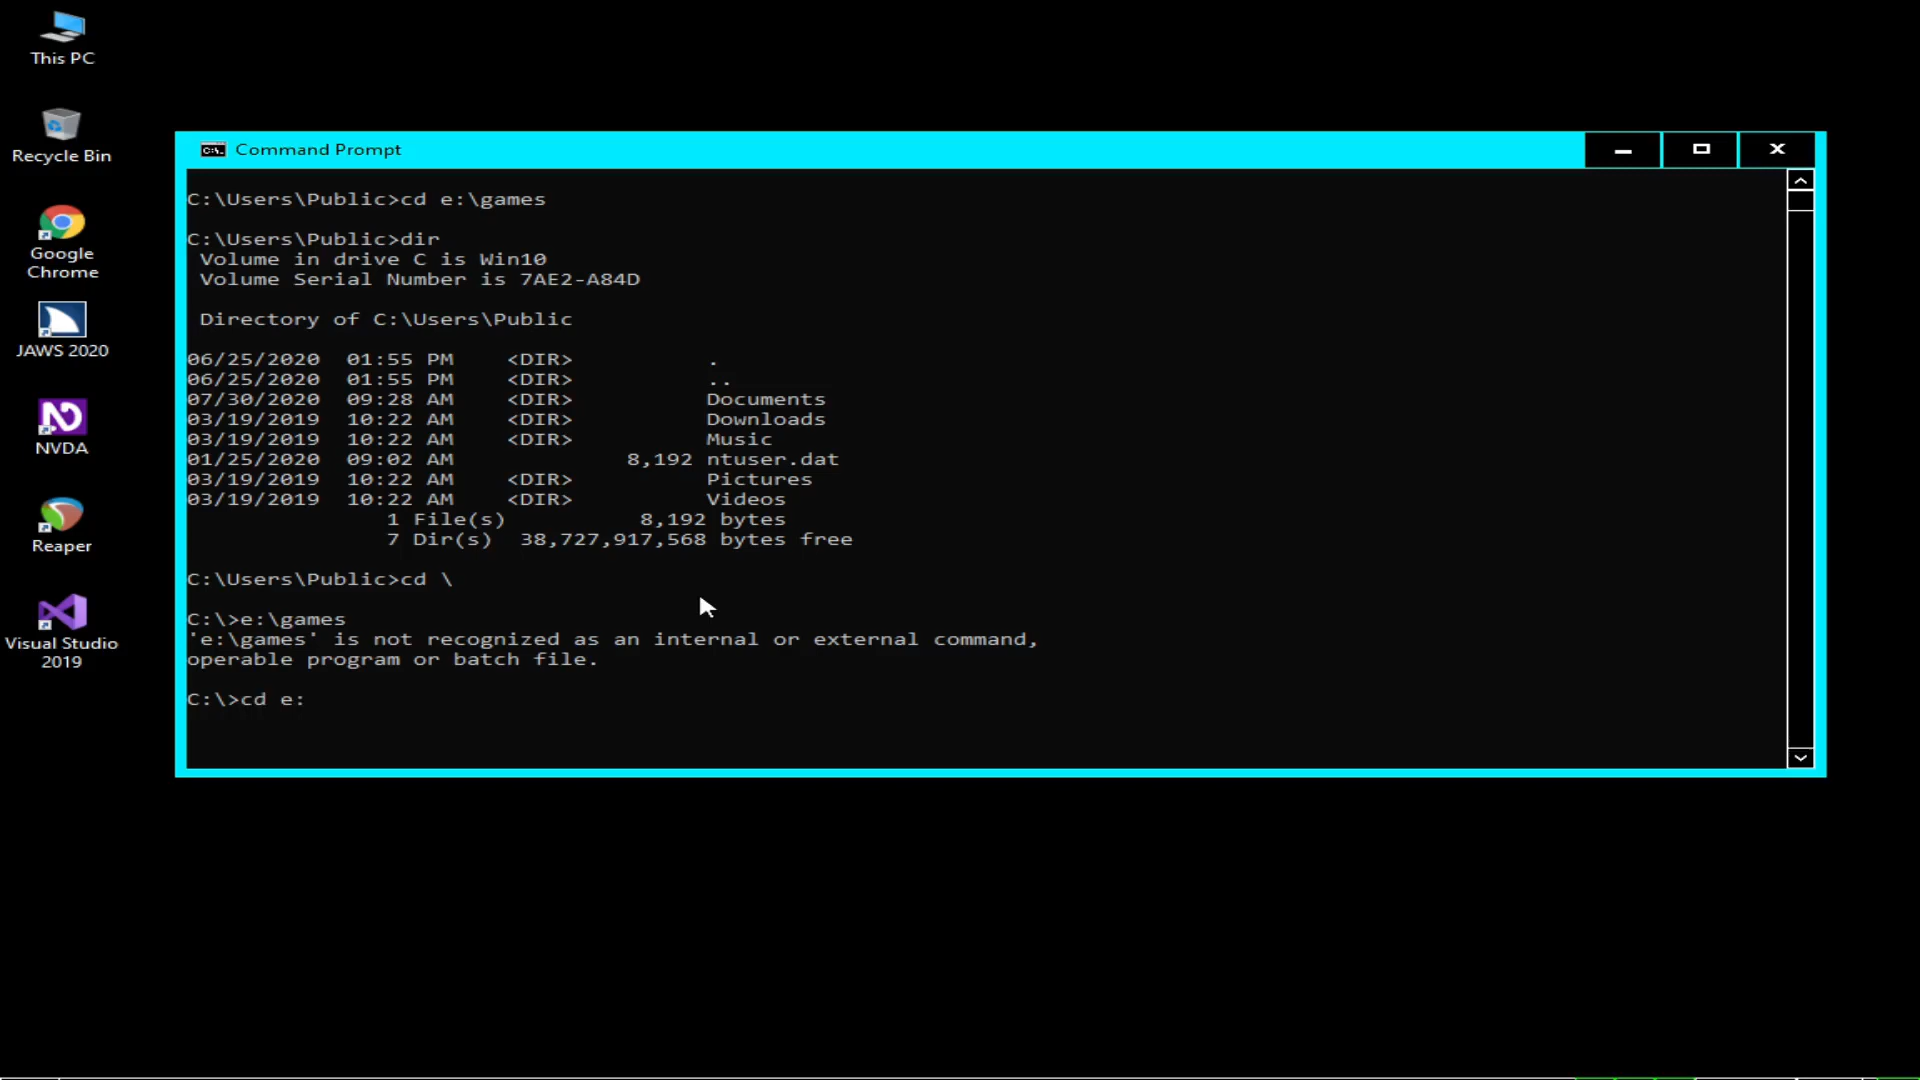 This PC
Recycle Bin
Google
Chrome
JAWS 2020
NVDA
Reaper
Visual Studio
2019
Command Prompt
C:\Users\Public>cd e:\games
C:\Users\Public>dir
Volume in drive C is Win10
Volume Serial Number is 7AE2-A84D
Directory of C:\Users\Public
06/25/2020  01:55 PM    <DIR>          .
06/25/2020  01:55 PM    <DIR>          ..
07/30/2020  09:28 AM    <DIR>          Documents
03/19/2019  10:22 AM    <DIR>          Downloads
03/19/2019  10:22 AM    <DIR>          Music
01/25/2020  09:02 AM             8,192 ntuser.dat
03/19/2019  10:22 AM    <DIR>          Pictures
03/19/2019  10:22 AM    <DIR>          Videos
1 File(s)          8,192 bytes
7 Dir(s)  38,727,917,568 bytes free
C:\Users\Public>cd \
C:\>e:\games
'e:\games' is not recognized as an internal or external command,
operable program or batch file.
C:\>cd e: